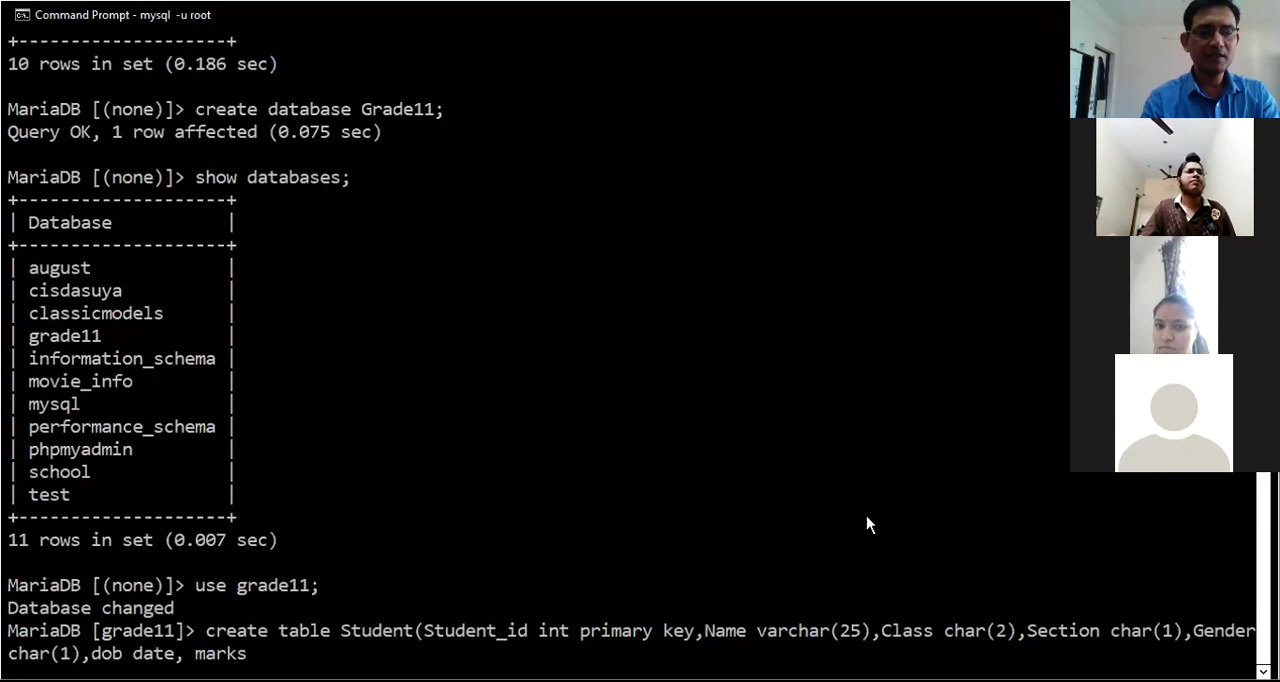 Command Prompt - mysql -u root
+--------------------+
10 rows in set (0.186 sec)
MariaDB [(none)]> create database Grade11;
Query OK, 1 row affected (0.075 sec)
MariaDB [(none)]> show databases;
+--------------------+
| Database           |
+--------------------+
| august             |
| cisdasuya          |
| classicmodels      |
| grade11            |
| information_schema |
| movie_info         |
| mysql              |
| performance_schema |
| phpmyadmin         |
| school             |
| test               |
+--------------------+
11 rows in set (0.007 sec)
MariaDB [(none)]> use grade11;
Database changed
MariaDB [grade11]> create table Student(Student_id int primary key,Name varchar(25),Class char(2),Section char(1),Gender
char(1),dob date, marks